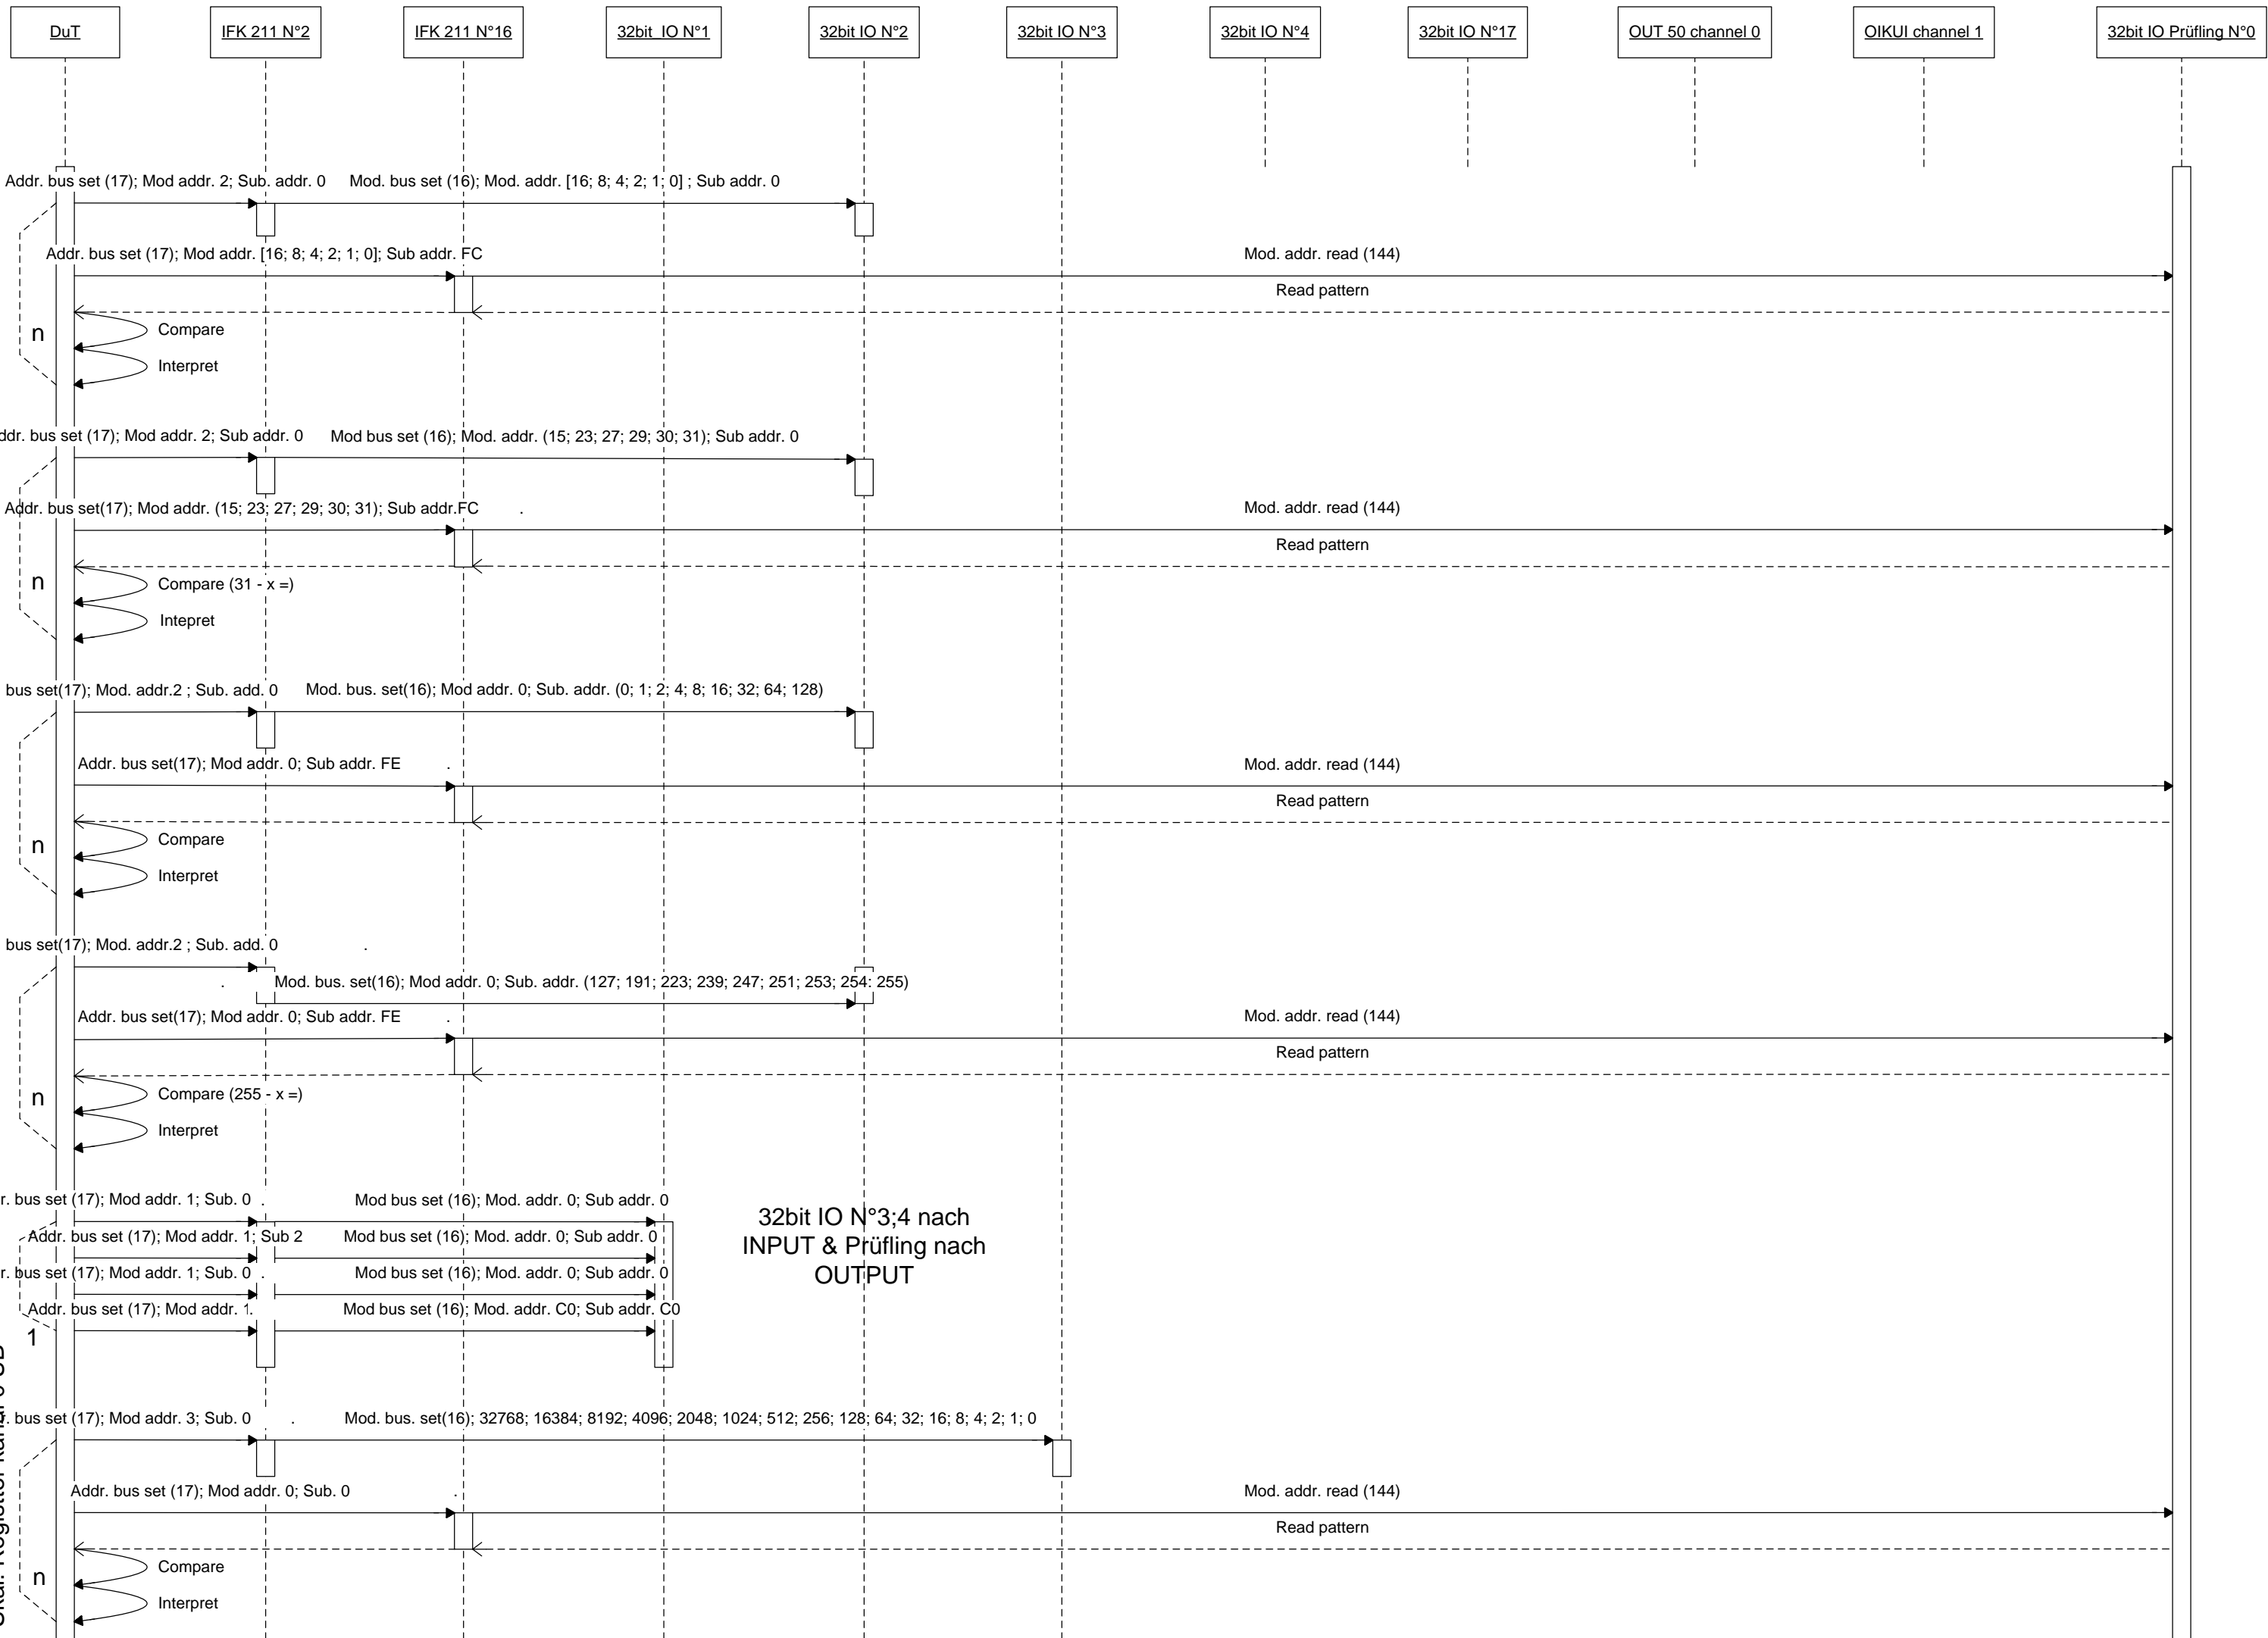 DuT
IFK 211 N°2
IFK 211 N°16
32bit  IO N°1
32bit IO N°2
32bit IO N°3
32bit IO N°4
32bit IO N°17
OUT 50 channel 0
OIKUI channel 1
32bit IO Prüfling N°0
Addr. bus set (17); Mod addr. 2; Sub. addr. 0
Mod. bus set (16); Mod. addr. [16; 8; 4; 2; 1; 0] ; Sub addr. 0
Addr. bus set (17); Mod addr. [16; 8; 4; 2; 1; 0]; Sub addr. FC
Mod. addr. read (144)
Read pattern
Compare
n
Interpret
ddr. bus set (17); Mod addr. 2; Sub addr. 0
Mod bus set (16); Mod. addr. (15; 23; 27; 29; 30; 31); Sub addr. 0
Addr. bus set(17); Mod addr. (15; 23; 27; 29; 30; 31); Sub addr.FC .
Mod. addr. read (144)
Read pattern
Compare (31 - x =)
n
Intepret
bus set(17); Mod. addr.2 ; Sub. add. 0
Mod. bus. set(16); Mod addr. 0; Sub. addr. (0; 1; 2; 4; 8; 16; 32; 64; 128)
Addr. bus set(17); Mod addr. 0; Sub addr. FE .
Mod. addr. read (144)
Read pattern
Compare
n
Interpret
bus set(17); Mod. addr.2 ; Sub. add. 0 .
. Mod. bus. set(16); Mod addr. 0; Sub. addr. (127; 191; 223; 239; 247; 251; 253; 254: 255)
Addr. bus set(17); Mod addr. 0; Sub addr. FE .
Mod. addr. read (144)
Read pattern
Compare (255 - x =)
n
Interpret
r. bus set (17); Mod addr. 1; Sub. 0 .
Mod bus set (16); Mod. addr. 0; Sub addr. 0
Addr. bus set (17); Mod addr. 1; Sub 2
Mod bus set (16); Mod. addr. 0; Sub addr. 0
r. bus set (17); Mod addr. 1; Sub. 0 .
Mod bus set (16); Mod. addr. 0; Sub addr. 0
Addr. bus set (17); Mod addr. 1.
Mod bus set (16); Mod. addr. C0; Sub addr. C0
1
32bit IO N°3;4 nach
INPUT & Prüfling nach
OUTPUT
r. bus set (17); Mod addr. 3; Sub. 0 .
Mod. bus. set(16); 32768; 16384; 8192; 4096; 2048; 1024; 512; 256; 128; 64; 32; 16; 8; 4; 2; 1; 0
Addr. bus set (17); Mod addr. 0; Sub. 0 .
Mod. addr. read (144)
Read pattern
Compare
n
Interpret